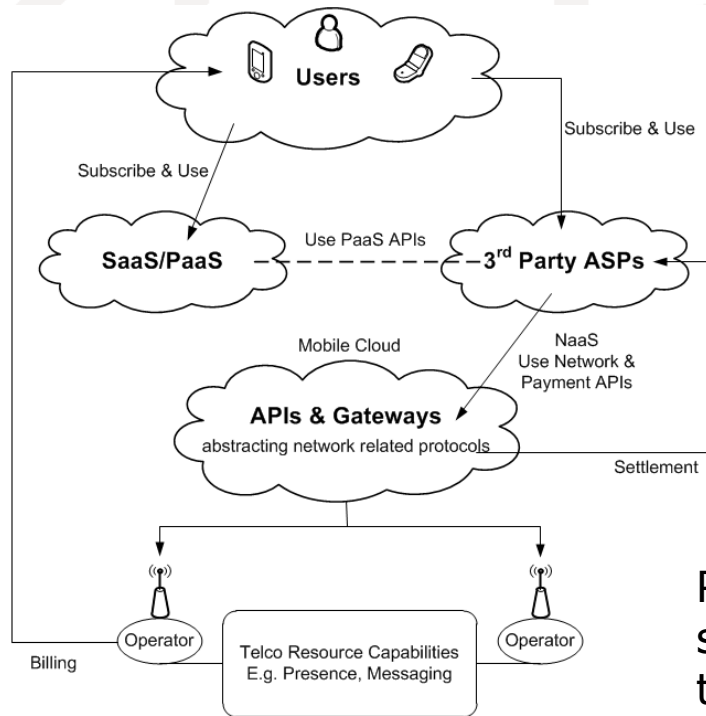 Users
Subscribe & Use
Subscribe & Use
SaaS/PaaS
Use PaaS APIs
3rd Party ASPs
Mobile Cloud
NaaS
Use Network &
Payment APIs
APIs & Gateways
abstracting network related protocols
Settlement
Operator
Operator
Telco Resource Capabilities
E.g. Presence, Messaging
Billing